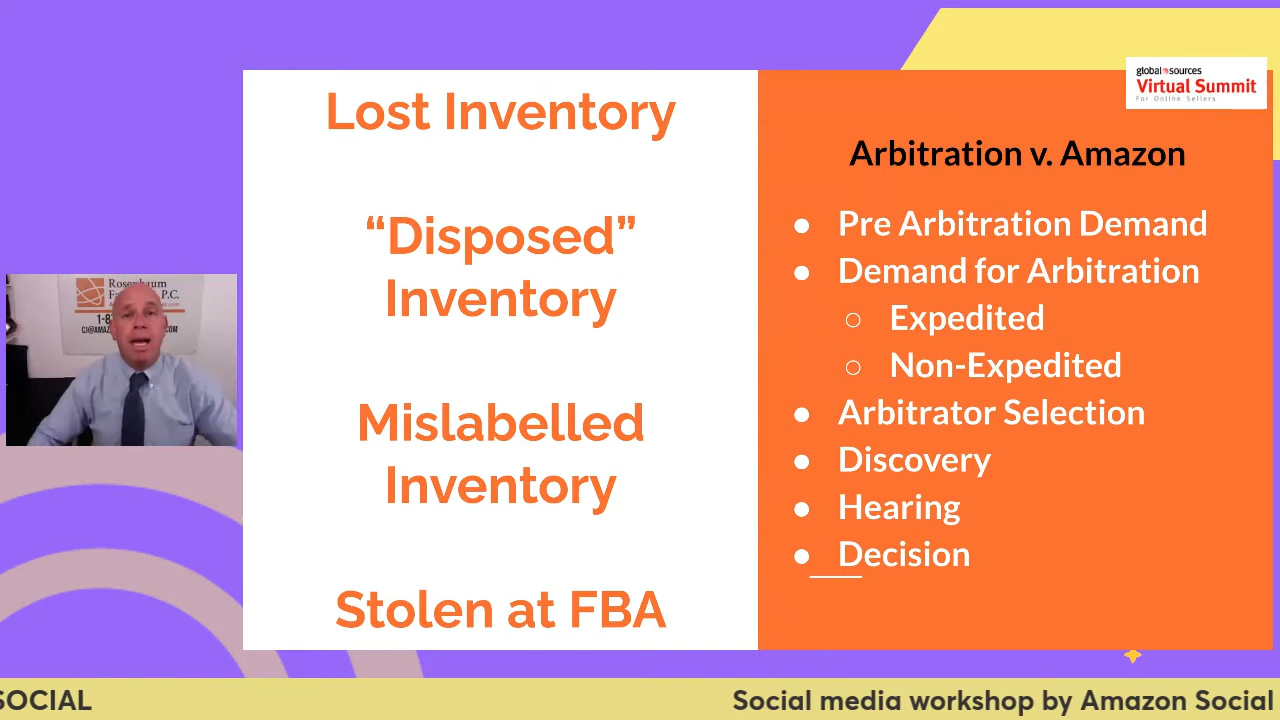 global sources
Virtual Summit
For Online Sellers
Lost Inventory
“Disposed”
Inventory
Mislabelled
Inventory
Stolen at FBA
Arbitration v. Amazon
● Pre Arbitration Demand
● Demand for Arbitration
○ Expedited
○ Non-Expedited
● Arbitrator Selection
● Discovery
● Hearing
● Decision
Rosenbaum
P.C.
SOCIAL
Social media workshop by Amazon Social